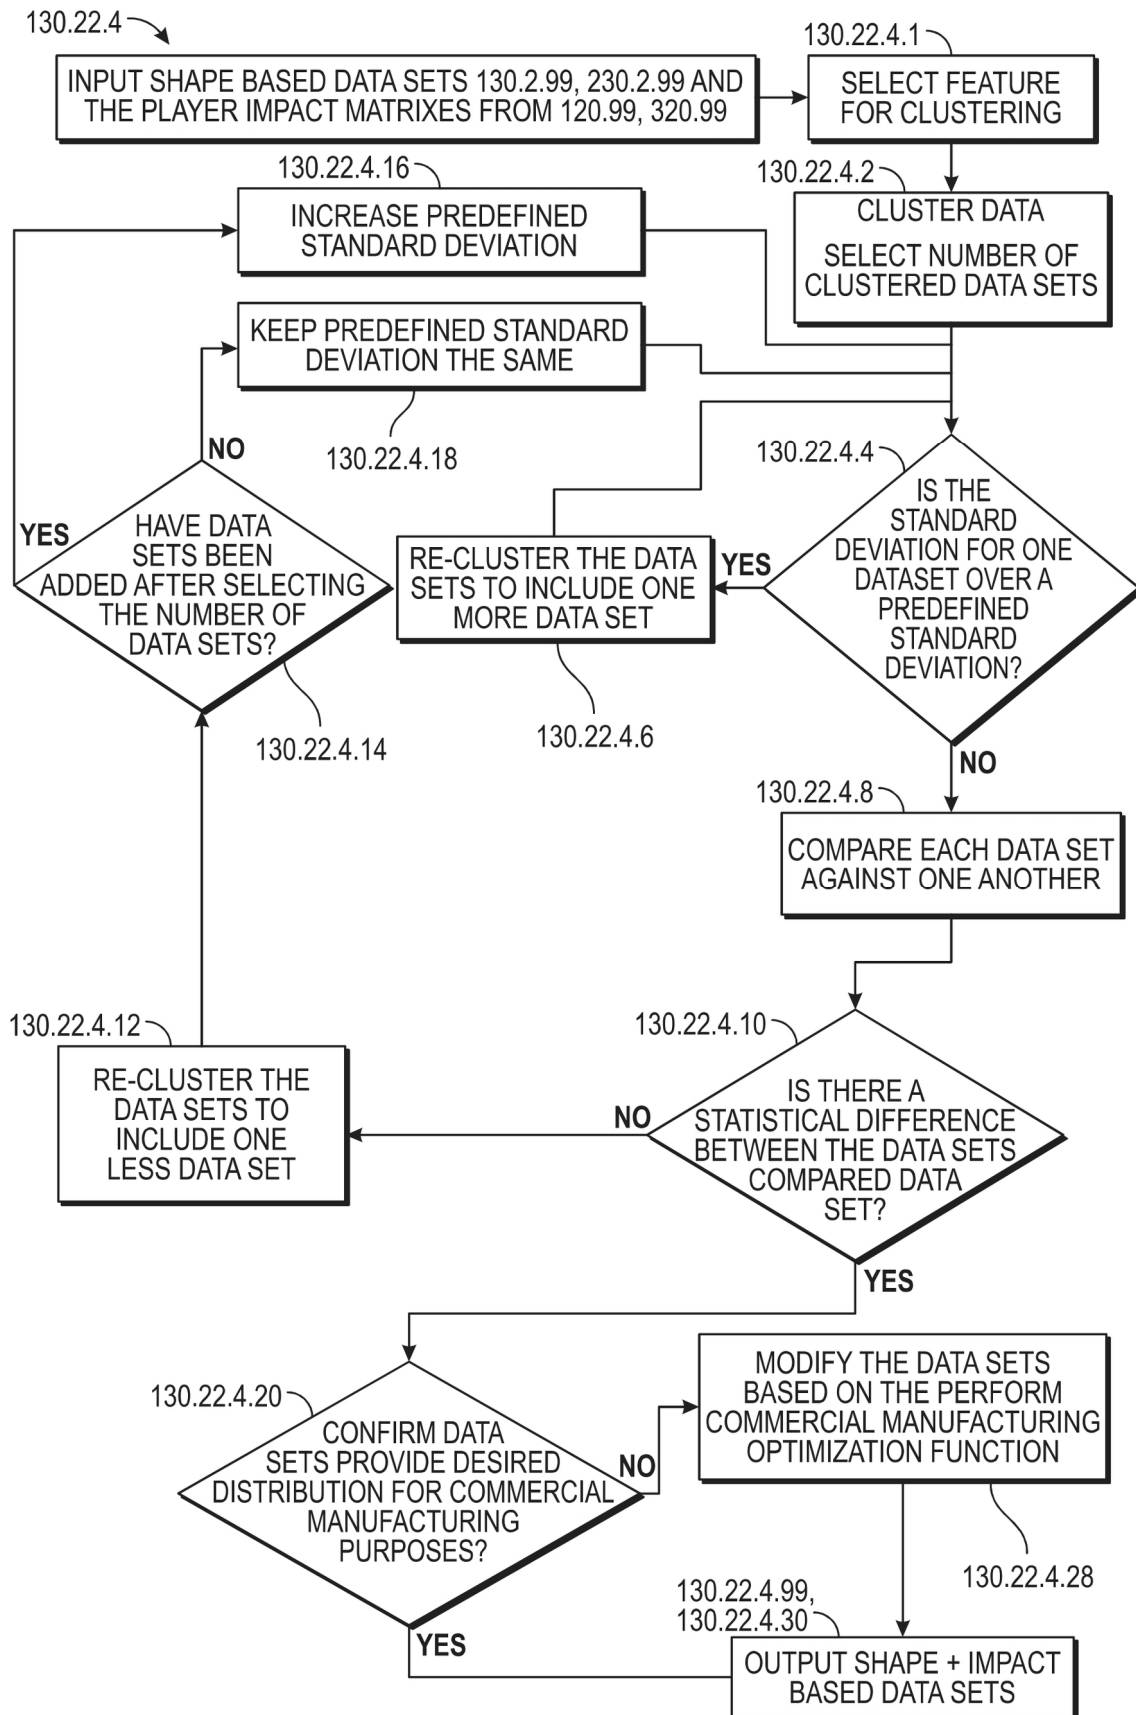 130.22.4
INPUT SHAPE BASED DATA SETS 130.2.99, 230.2.99 AND
THE PLAYER IMPACT MATRIXES FROM 120.99, 320.99
130.22.4.1
SELECT FEATURE
FOR CLUSTERING
130.22.4.2
CLUSTER DATA
SELECT NUMBER OF
CLUSTERED DATA SETS
130.22.4.16
INCREASE PREDEFINED
STANDARD DEVIATION
KEEP PREDEFINED STANDARD
DEVIATION THE SAME
130.22.4.18
NO
YES
HAVE DATA
SETS BEEN
ADDED AFTER SELECTING
THE NUMBER OF
DATA SETS?
130.22.4.14
RE-CLUSTER THE DATA
SETS TO INCLUDE ONE
MORE DATA SET
130.22.4.6
YES
130.22.4.4
IS THE
STANDARD
DEVIATION FOR ONE
DATASET OVER A
PREDEFINED
STANDARD
DEVIATION?
NO
130.22.4.8
COMPARE EACH DATA SET
AGAINST ONE ANOTHER
130.22.4.12
RE-CLUSTER THE
DATA SETS TO
INCLUDE ONE
LESS DATA SET
NO
130.22.4.10
IS THERE A
STATISTICAL DIFFERENCE
BETWEEN THE DATA SETS
COMPARED DATA
SET?
YES
130.22.4.20
CONFIRM DATA
SETS PROVIDE DESIRED
DISTRIBUTION FOR COMMERCIAL
MANUFACTURING
PURPOSES?
NO
YES
MODIFY THE DATA SETS
BASED ON THE PERFORM
COMMERCIAL MANUFACTURING
OPTIMIZATION FUNCTION
130.22.4.28
130.22.4.99,
130.22.4.30
OUTPUT SHAPE + IMPACT
BASED DATA SETS